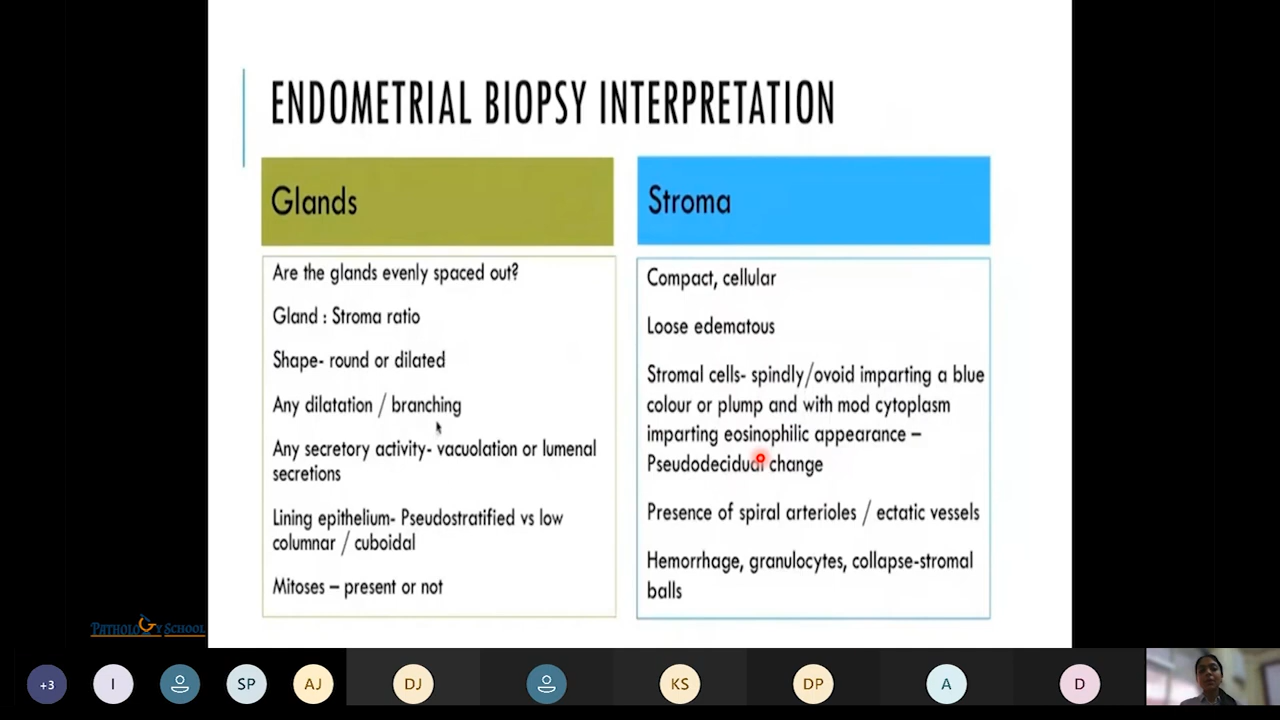 ENDOMETRIAL BIOPSY INTERPRETATION
Glands
Are the glands evenly spaced out?
Gland : Stroma ratio
Shape- round or dilated
Any dilatation / branching
Any secretory activity- vacuolation or lumenal
secretions
Lining epithelium- Pseudostratified vs low
columnar / cuboidal
Mitoses – present or not
Stroma
Compact, cellular
Loose edematous
Stromal cells- spindly/ovoid imparting a blue
colour or plump and with mod cytoplasm
imparting eosinophilic appearance –
Pseudodecidual change
Presence of spiral arterioles / ectatic vessels
Hemorrhage, granulocytes, collapse-stromal
balls
PATHOLOGY SCHOOL
+3
I
SP
AJ
DJ
KS
DP
A
D